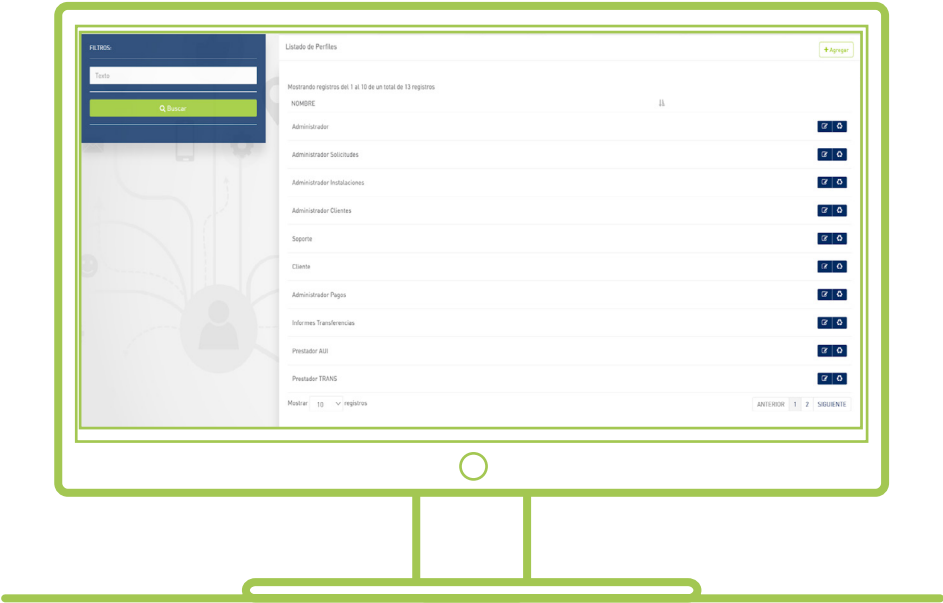 FILTROS:
Texto
Buscar
Listado de Perfiles
+ Agregar
Mostrando registros del 1 al 10 de un total de 13 registros
NOMBRE
Administrador
Administrador Solicitudes
Administrador Instalaciones
Administrador Clientes
Soporte
Cliente
Administrador Pagos
Informes Transferencias
Prestador AUI
Prestador TRANS
Mostrar 10 registros
ANTERIOR 1 2 SIGUIENTE